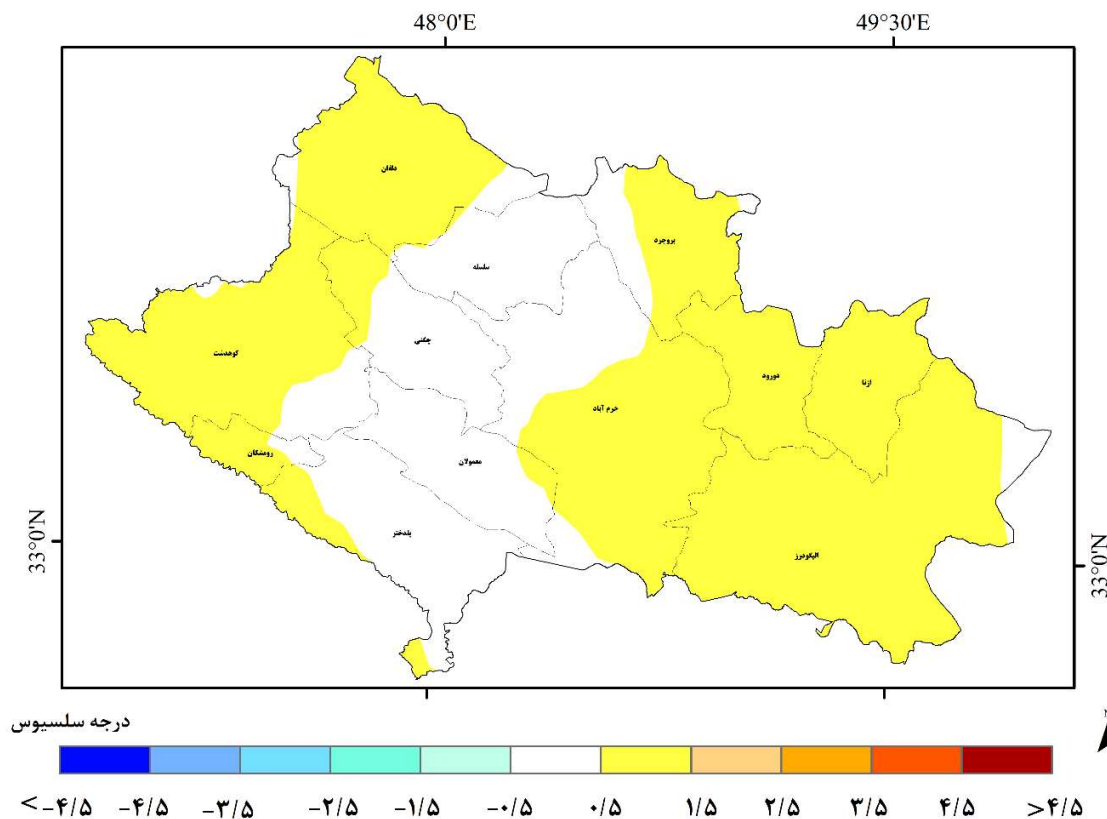 48°0'E 49°30'E
دلفان
بروجرد
سلسله
چگنی
کوهدشت
دورود
ازنا
خرم آباد
رومشکان
معمولان
پلدختر
الیگودرز
33°0'N 33°0'N
درجه سلسیوس
<-۴/۵ -۴/۵ -۳/۵ -۲/۵ -۱/۵ -۰/۵ ۰/۵ ۱/۵ ۲/۵ ۳/۵ ۴/۵ >۴/۵